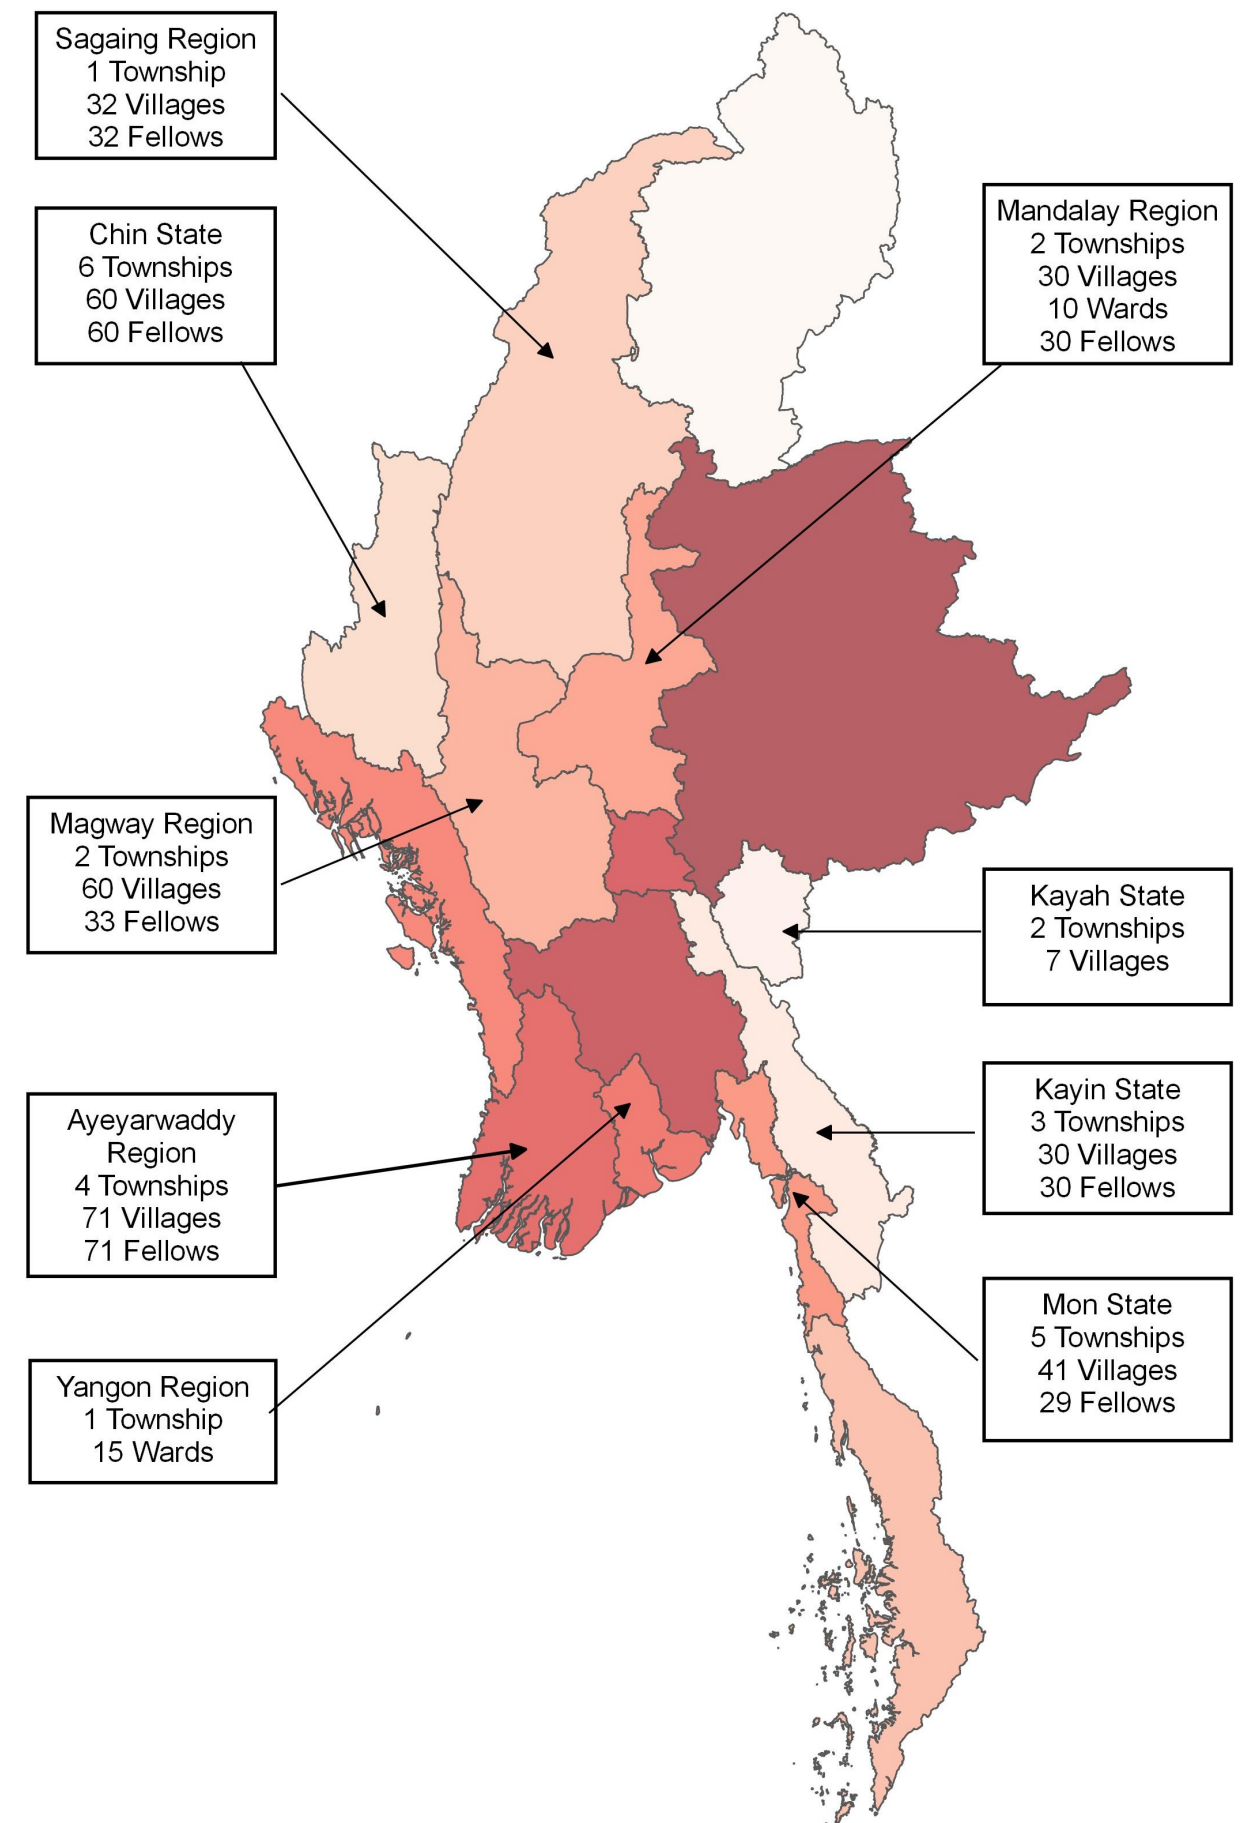 Sagaing Region
1 Township
32 Villages
32 Fellows
Chin State
6 Townships
60 Villages
60 Fellows
Mandalay Region
2 Townships
30 Villages
10 Wards
30 Fellows
Magway Region
2 Townships
60 Villages
33 Fellows
Kayah State
2 Townships
7 Villages
Ayeyarwaddy
Region
4 Townships
71 Villages
71 Fellows
Kayin State
3 Townships
30 Villages
30 Fellows
Mon State
5 Townships
41 Villages
29 Fellows
Yangon Region
1 Township
15 Wards